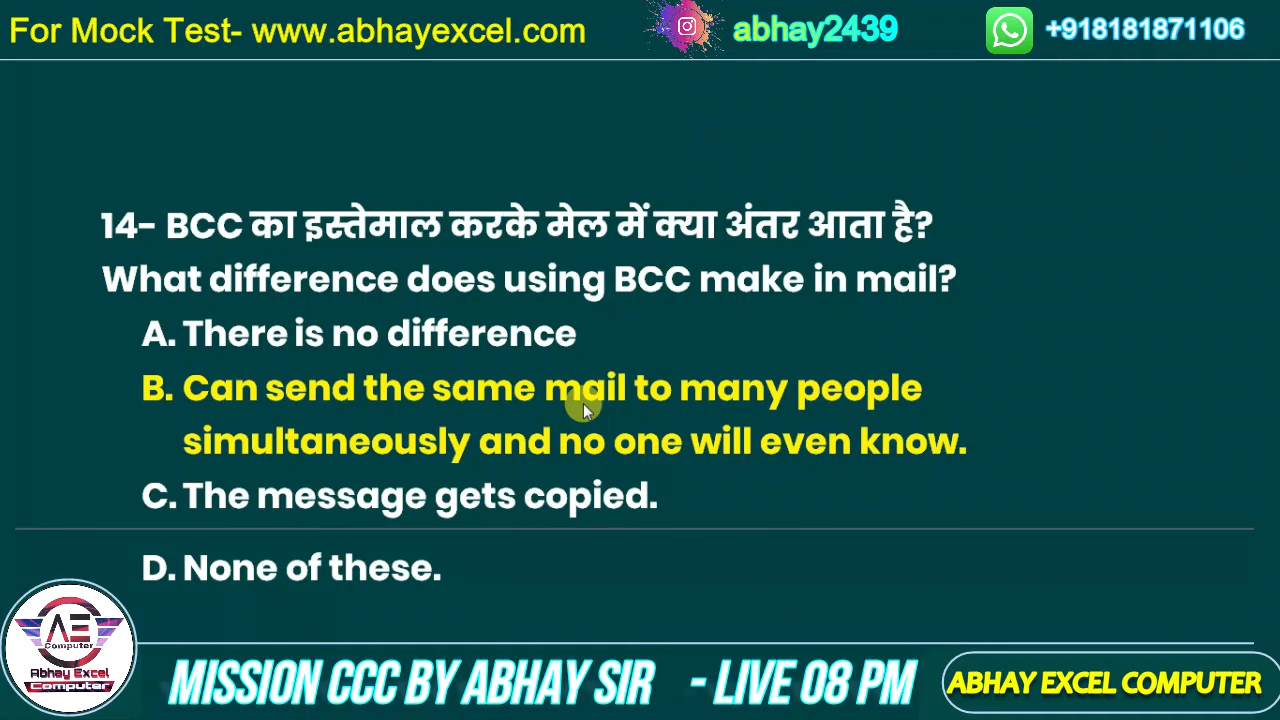 For Mock Test- www.abhayexcel.com
abhay2439
+918181871106
14- BCC का इस्तेमाल करके मेल में क्या अंतर आता है?
What difference does using BCC make in mail?
A. There is no difference
B. Can send the same mail to many people
simultaneously and no one will even know.
C. The message gets copied.
D. None of these.
AE
Computer
Abhay Excel
Computer
MISSION CCC BY ABHAY SIR - LIVE 08 PM
ABHAY EXCEL COMPUTER